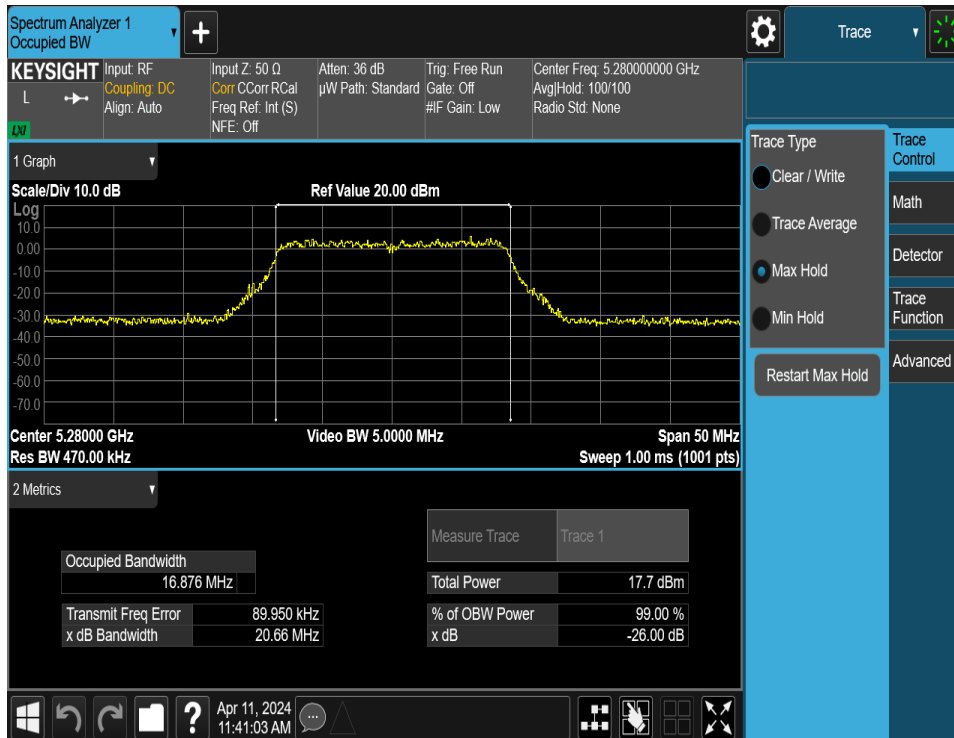 Spectrum Analyzer 1
Occupied BW
+
Trace
KEYSIGHT
L
LXI
Input: RF
Coupling: DC
Align: Auto
Input Z: 50 Ω
Corr CCorr RCal
Freq Ref: Int (S)
NFE: Off
Atten: 36 dB
µW Path: Standard
Trig: Free Run
Gate: Off
#IF Gain: Low
Center Freq: 5.280000000 GHz
Avg|Hold: 100/100
Radio Std: None
1 Graph
Scale/Div 10.0 dB
Ref Value 20.00 dBm
Log
10.0
0.00
-10.0
-20.0
-30.0
-40.0
-50.0
-60.0
-70.0
Center 5.28000 GHz
Video BW 5.0000 MHz
Span 50 MHz
Res BW 470.00 kHz
Sweep 1.00 ms (1001 pts)
2 Metrics
Measure Trace
Trace 1
Occupied Bandwidth
16.876 MHz
Total Power
17.7 dBm
Transmit Freq Error
89.950 kHz
% of OBW Power
99.00 %
x dB Bandwidth
20.66 MHz
x dB
-26.00 dB
Trace Type
Clear / Write
Trace Average
Max Hold
Min Hold
Restart Max Hold
Trace
Control
Math
Detector
Trace
Function
Advanced
?
Apr 11, 2024
11:41:03 AM